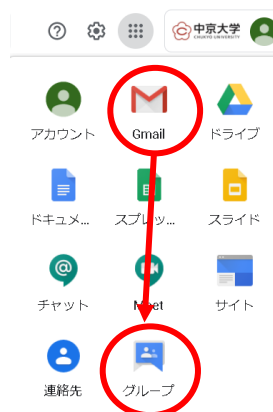 中京大学
CHUKYO UNIVERSITY
アカウント Gmail ドライブ
ドキュメ... スプレッ... スライド
チャット Meet サイト
連絡先 グループ